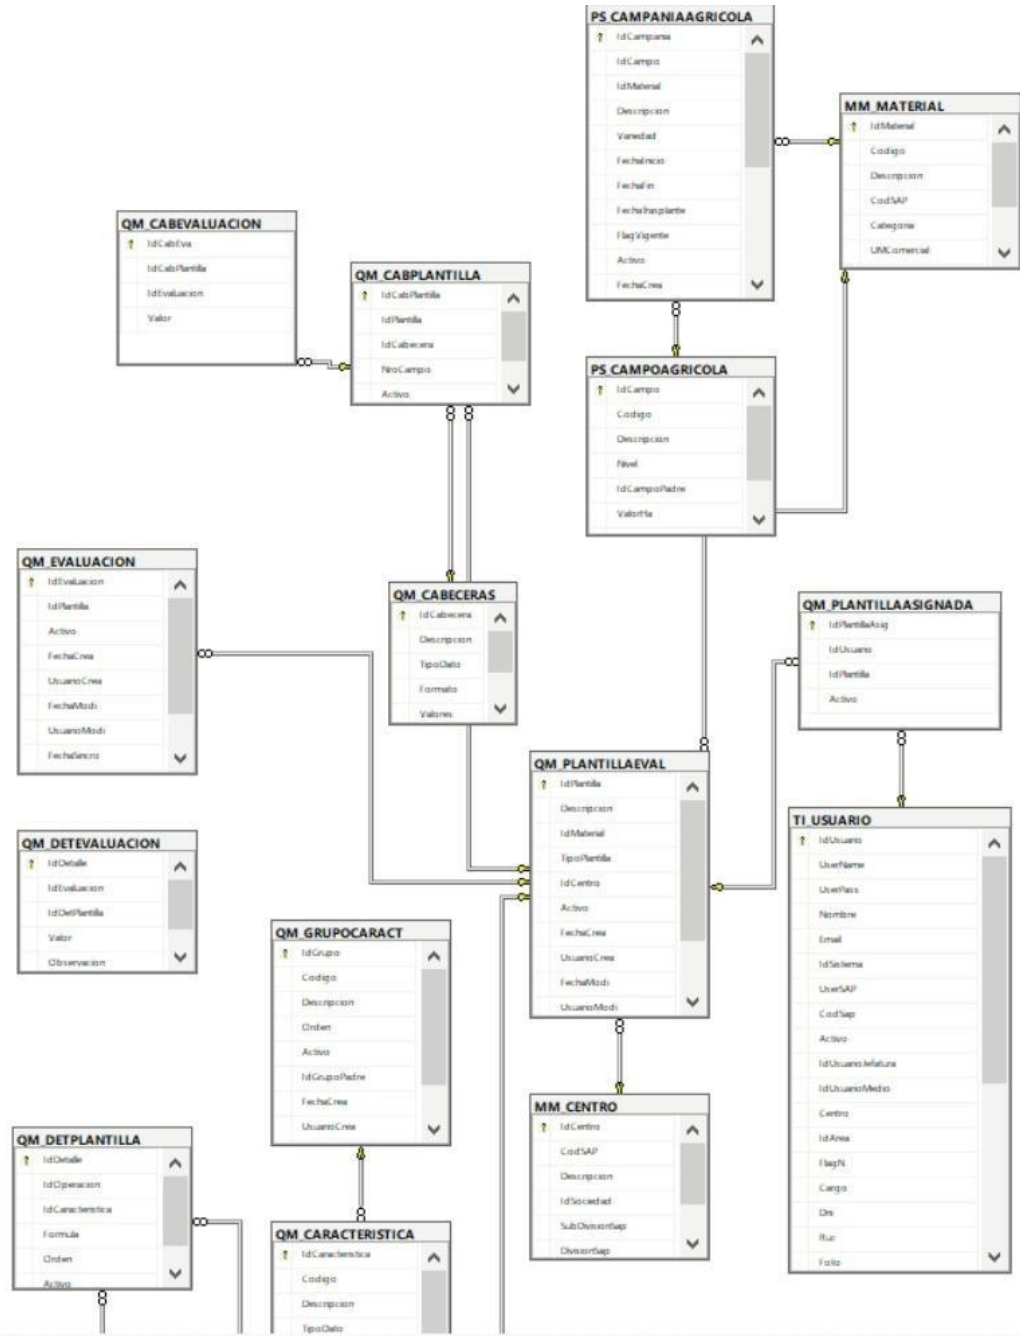 PS_CAMPANIAAGRICOLA
IdCampania
IdCampo
IdMaterial
Descripcion
Variedad
FechaInicio
FechaFin
FechaTrasplante
FlagVigente
Activo
FechaCrea
MM_MATERIAL
IdMaterial
Codigo
Descripcion
CodSAP
Categoria
UMComercial
QM_CABEVALUACION
IdCabEva
IdCabPlantilla
IdEvaluacion
Valor
QM_CABPLANTILLA
IdCabPlantilla
IdPlantilla
IdCabecera
NroCampo
Activo
PS_CAMPOAGRICOLA
IdCampo
Codigo
Descripcion
Nivel
IdCampoPadre
ValorHa
QM_EVALUACION
IdEvaluacion
IdPlantilla
Activo
FechaCrea
UsuarioCrea
FechaModi
UsuarioModi
FechaSincro
QM_CABECERAS
IdCabecera
Descripcion
TipoDato
Formato
Valores
QM_PLANTILLAASIGNADA
IdPlantillaAsig
IdUsuario
IdPlantilla
Activo
QM_PLANTILLAEVAL
IdPlantilla
Descripcion
IdMaterial
TipoPlantilla
IdCentro
Activo
FechaCrea
UsuarioCrea
FechaModi
UsuarioModi
TI_USUARIO
IdUsuario
UserName
UserPass
Nombre
Email
IdSistema
UserSAP
CodSap
Activo
IdUsuarioJefatura
IdUsuarioMedio
Centro
IdArea
Cargo
Dni
Ruc
Foto
QM_DETEVALUACION
IdDetalle
IdEvaluacion
IdDetPlantilla
Valor
Observacion
QM_GRUPOCARACT
IdGrupo
Codigo
Descripcion
Orden
Activo
IdGrupoPadre
FechaCrea
UsuarioCrea
MM_CENTRO
IdCentro
CodSAP
Descripcion
IdSociedad
SubDivisionSap
DivisionSap
QM_DETPLANTILLA
IdDetalle
IdOperacion
IdCaracteristica
Formula
Orden
Activo
QM_CARACTERISTICA
IdCaracteristica
Codigo
Descripcion
TipoDato